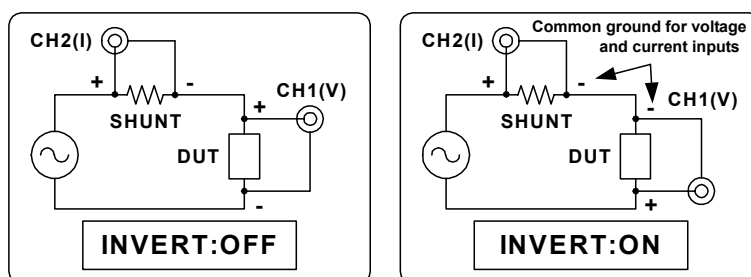 CH2(I)
+ -
SHUNT
+
CH1(V)
DUT
-
INVERT:OFF
Common ground for voltage
and current inputs
CH2(I)
+ -
SHUNT
-
CH1(V)
DUT
+
INVERT:ON